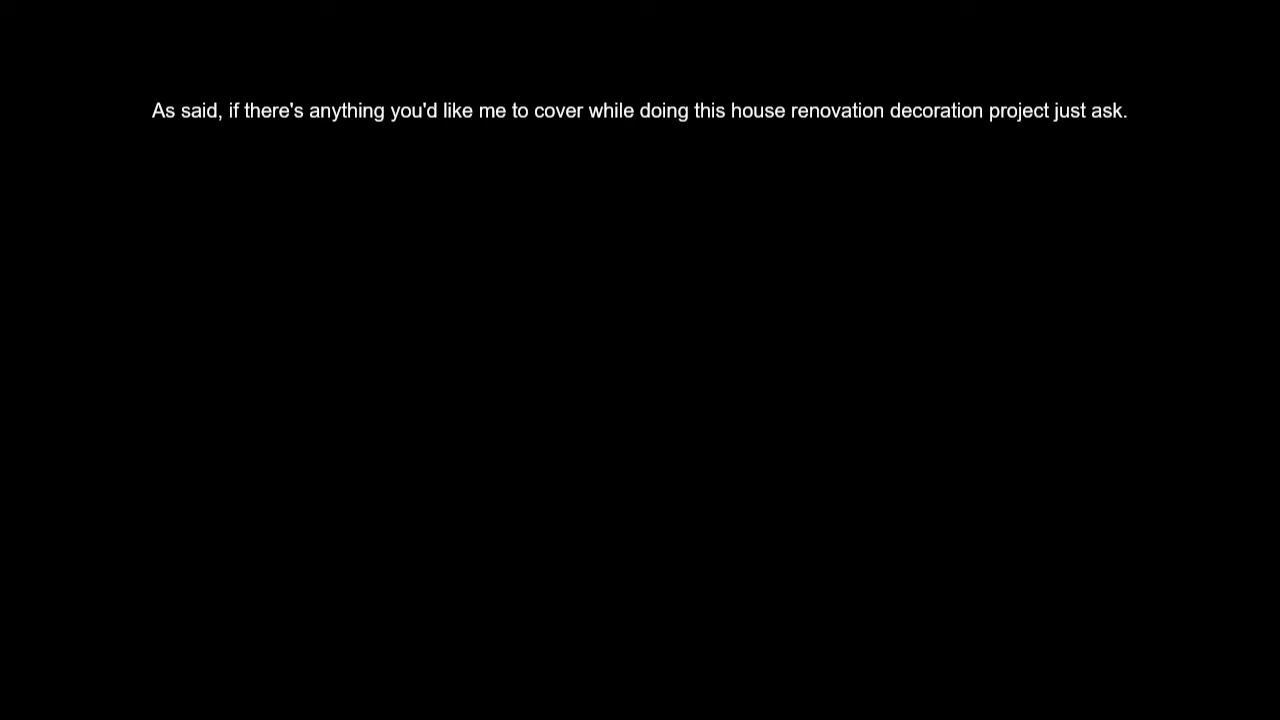 As said, if there's anything you'd like me to cover while doing this house renovation decoration project just ask.